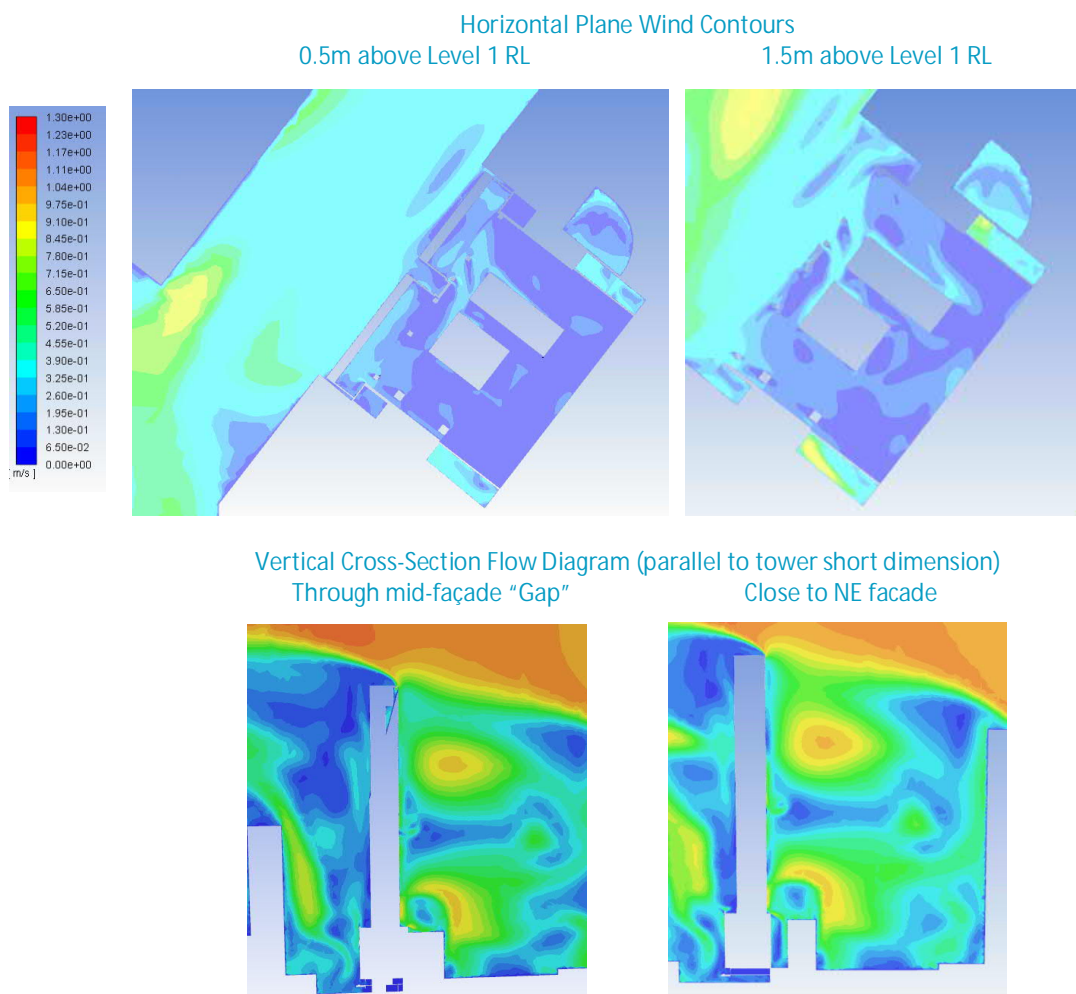 Horizontal Plane Wind Contours
0.5m above Level 1 RL
1.5m above Level 1 RL
1.30e+00
1.23e+00
1.17e+00
1.11e+00
1.04e+00
9.75e-01
9.10e-01
8.45e-01
7.80e-01
7.15e-01
6.50e-01
5.85e-01
5.20e-01
4.55e-01
3.90e-01
3.25e-01
2.60e-01
1.95e-01
1.30e-01
6.50e-02
0.00e+00
[ m/s ]
Vertical Cross-Section Flow Diagram (parallel to tower short dimension)
Through mid-façade “Gap”
Close to NE facade